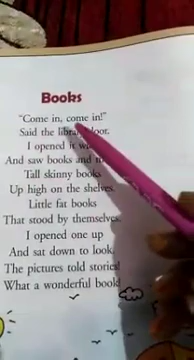 Books
"Come in, come in!"
Said the library door.
I opened it
And saw books and
Tall skinny books
Up high on the shelves.
Little fat books
That stood by themselves.
I opened one up
And sat down to look,
The pictures told stories!
What a wonderful book!